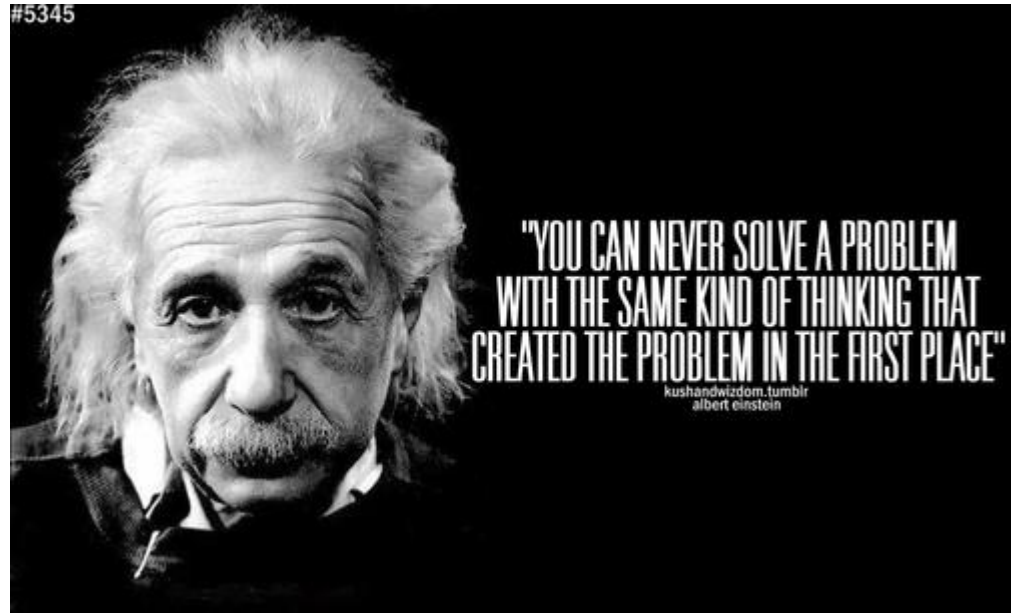 #5345
"YOU CAN NEVER SOLVE A PROBLEM
WITH THE SAME KIND OF THINKING THAT
CREATED THE PROBLEM IN THE FIRST PLACE"
kushandwizdom.tumblr
albert einstein